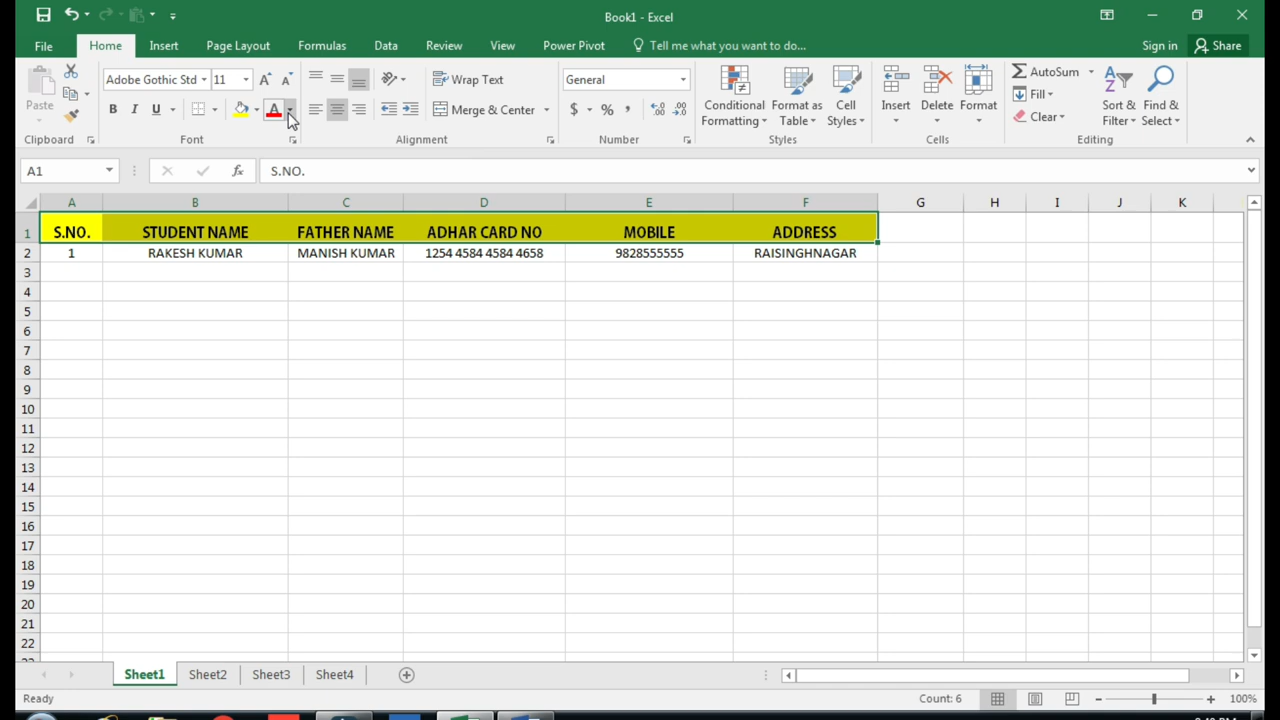 Book1 - Excel
File Home Insert Page Layout Formulas Data Review View Power Pivot Tell me what you want to do... Sign in Share
Adobe Gothic Std 11 Wrap Text General
Paste B I U A Merge & Center $ % , Conditional Formatting Format as Table Cell Styles Insert Delete Format AutoSum Fill Clear Sort & Filter Find & Select
Clipboard Font Alignment Number Styles Cells Editing
A1 fx S.NO.
A B C D E F G H I J K
1 S.NO. STUDENT NAME FATHER NAME ADHAR CARD NO MOBILE ADDRESS
2 1 RAKESH KUMAR MANISH KUMAR 1254 4584 4584 4658 9828555555 RAISINGHNAGAR
3
4
5
6
7
8
9
10
11
12
13
14
15
16
17
18
19
20
21
22
Sheet1 Sheet2 Sheet3 Sheet4
Ready Count: 6 100%